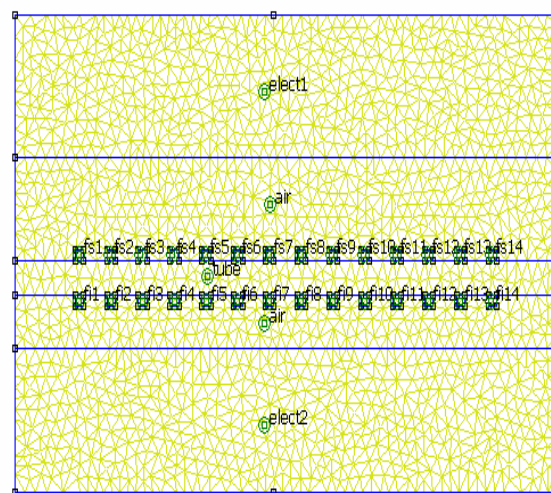 elect1
air
fs1 fs2 fs3 fs4 fs5 fs6 fs7 fs8 fs9 fs10 fs11 fs12 fs13 fs14
tube
fi1 fi2 fi3 fi4 fi5 fi6 fi7 fi8 fi9 fi10 fi11 fi12 fi13 fi14
air
elect2